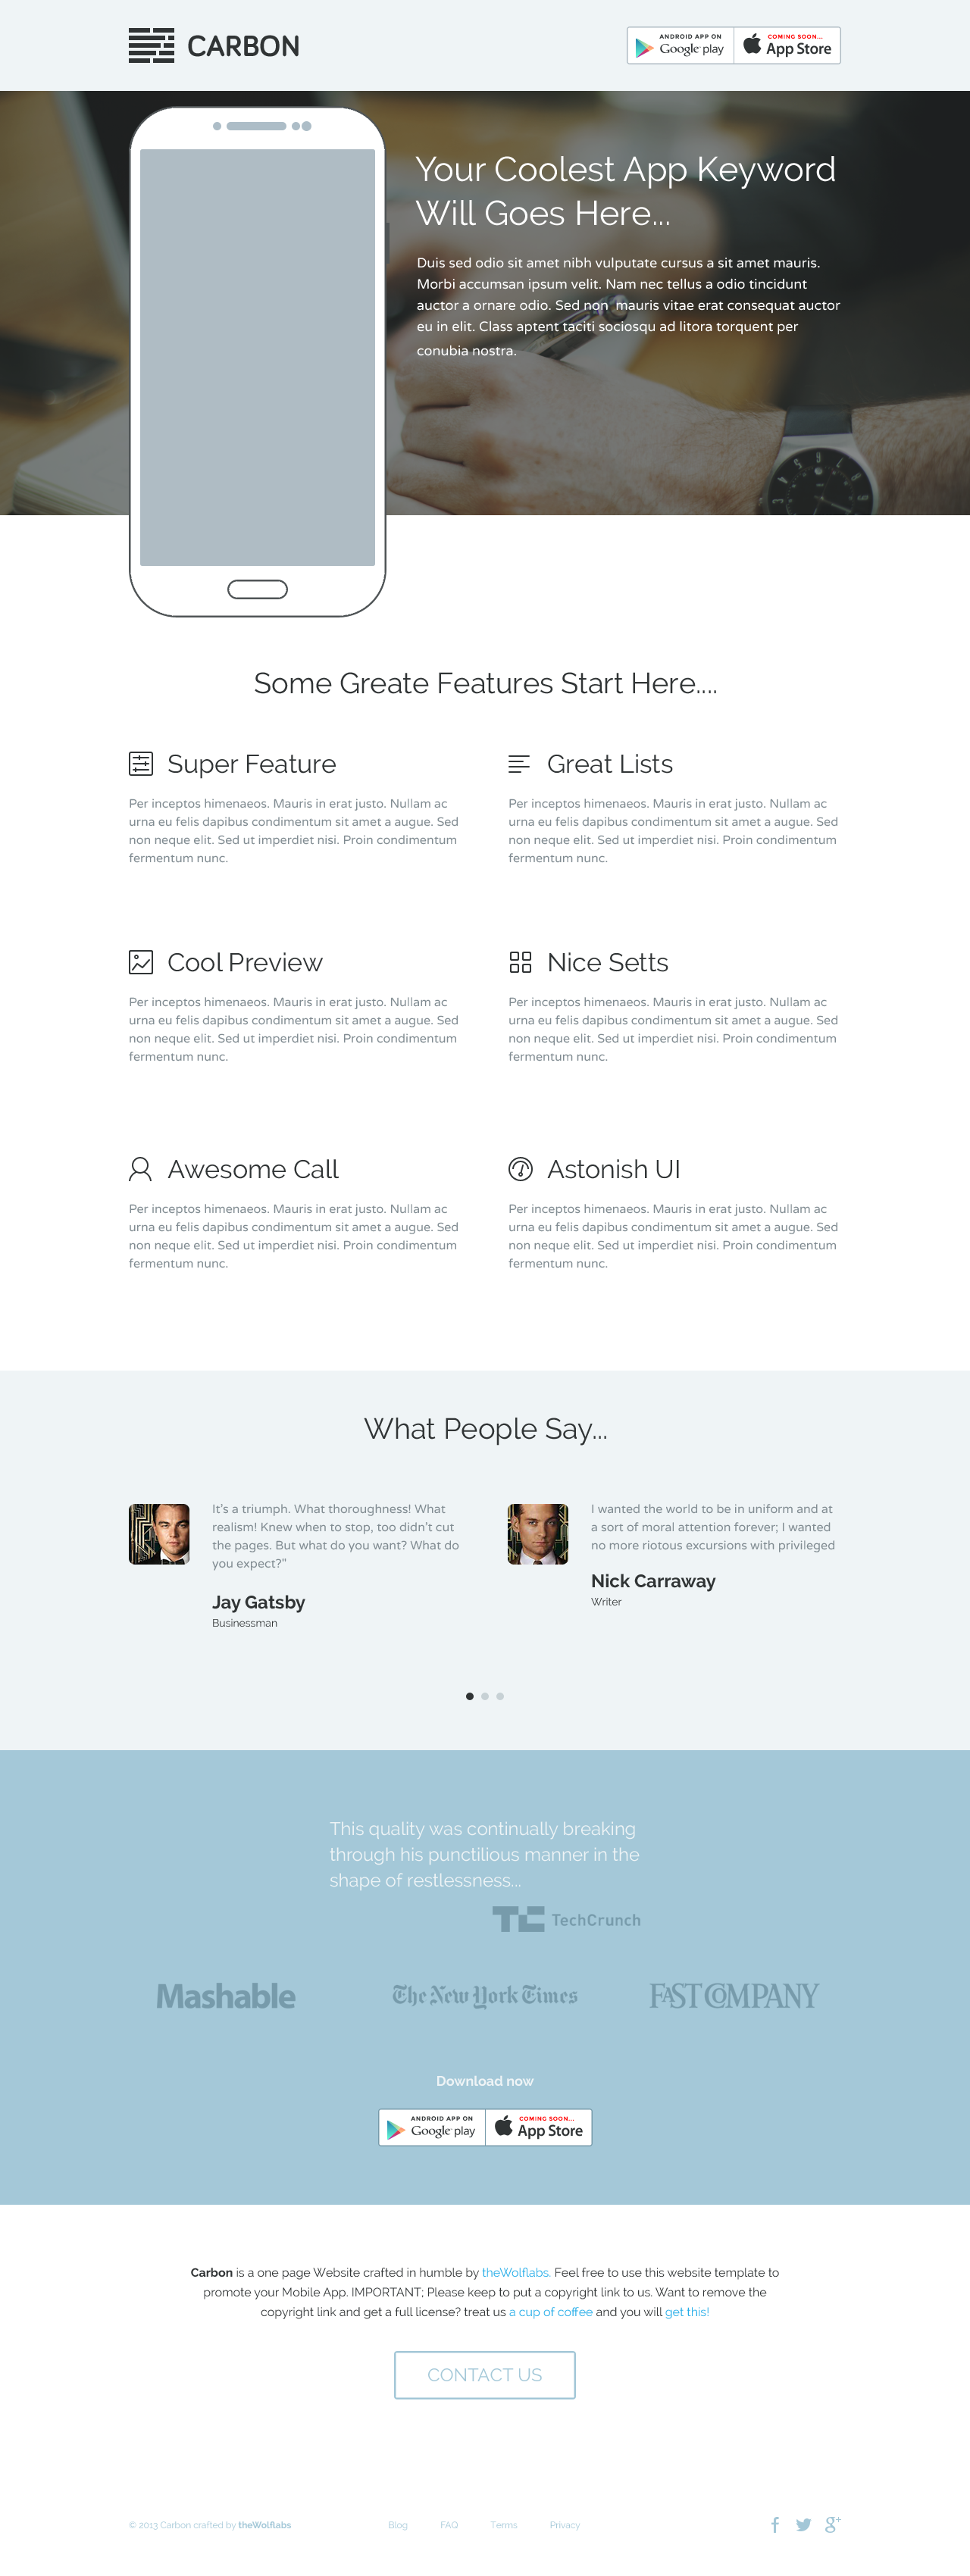 CARBON
ANDROID APP ON
Google play
COMING SOON...
App Store
Your Coolest App Keyword
Will Goes Here...
Duis sed odio sit amet nibh vulputate cursus a sit amet mauris.
Morbi accumsan ipsum velit. Nam nec tellus a odio tincidunt
auctor a ornare odio. Sed non  mauris vitae erat consequat auctor
eu in elit. Class aptent taciti sociosqu ad litora torquent per
conubia nostra.
Some Greate Features Start Here....
Super Feature
Per inceptos himenaeos. Mauris in erat justo. Nullam ac
urna eu felis dapibus condimentum sit amet a augue. Sed
non neque elit. Sed ut imperdiet nisi. Proin condimentum
fermentum nunc.
Great Lists
Per inceptos himenaeos. Mauris in erat justo. Nullam ac
urna eu felis dapibus condimentum sit amet a augue. Sed
non neque elit. Sed ut imperdiet nisi. Proin condimentum
fermentum nunc.
Cool Preview
Per inceptos himenaeos. Mauris in erat justo. Nullam ac
urna eu felis dapibus condimentum sit amet a augue. Sed
non neque elit. Sed ut imperdiet nisi. Proin condimentum
fermentum nunc.
Nice Setts
Per inceptos himenaeos. Mauris in erat justo. Nullam ac
urna eu felis dapibus condimentum sit amet a augue. Sed
non neque elit. Sed ut imperdiet nisi. Proin condimentum
fermentum nunc.
Awesome Call
Per inceptos himenaeos. Mauris in erat justo. Nullam ac
urna eu felis dapibus condimentum sit amet a augue. Sed
non neque elit. Sed ut imperdiet nisi. Proin condimentum
fermentum nunc.
Astonish UI
Per inceptos himenaeos. Mauris in erat justo. Nullam ac
urna eu felis dapibus condimentum sit amet a augue. Sed
non neque elit. Sed ut imperdiet nisi. Proin condimentum
fermentum nunc.
What People Say...
It's a triumph. What thoroughness! What
realism! Knew when to stop, too didn't cut
the pages. But what do you want? What do
you expect?"
Jay Gatsby
Businessman
I wanted the world to be in uniform and at
a sort of moral attention forever; I wanted
no more riotous excursions with privileged
Nick Carraway
Writer
This quality was continually breaking
through his punctilious manner in the
shape of restlessness...
TC TechCrunch
Mashable
The New York Times
FAST COMPANY
Download now
ANDROID APP ON
Google play
COMING SOON...
App Store
Carbon is a one page Website crafted in humble by theWolflabs. Feel free to use this website template to
promote your Mobile App. IMPORTANT; Please keep to put a copyright link to us. Want to remove the
copyright link and get a full license? treat us a cup of coffee and you will get this!
CONTACT US
© 2013 Carbon crafted by theWolflabs
Blog
FAQ
Terms
Privacy